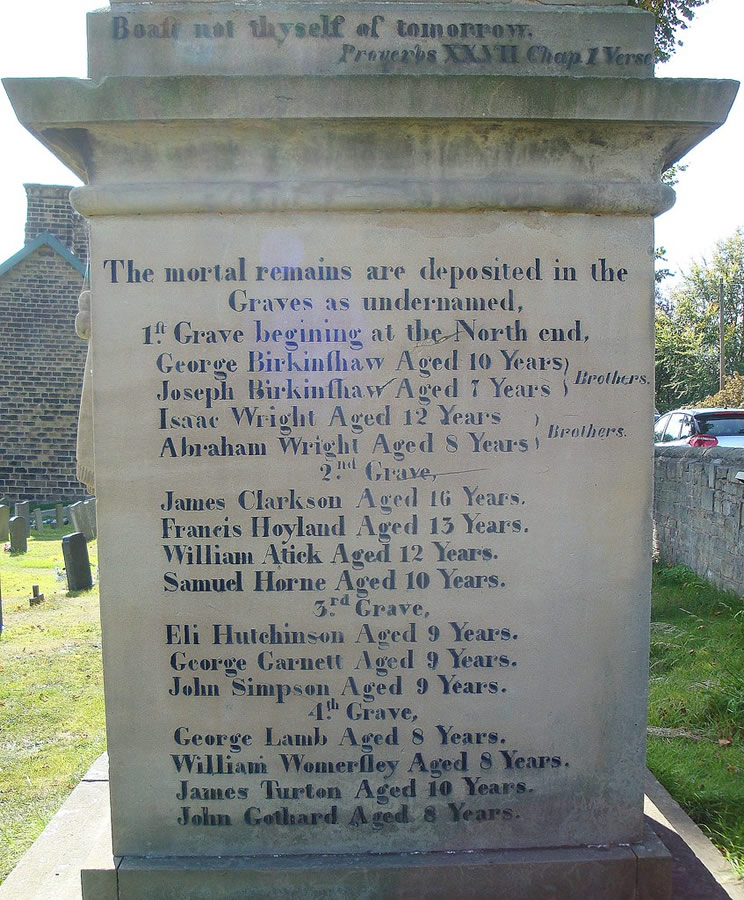 Boaſt not thyself of tomorrow.
Proverbs XXVII Chap. 1 Verse
The mortal remains are deposited in the
Graves as undernamed,
1ſt Grave begining at the North end,
George Birkinſhaw Aged 10 Years
Joseph Birkinſhaw Aged 7 Years } Brothers.
Isaac Wright Aged 12 Years
Abraham Wright Aged 8 Years } Brothers.
2nd Grave,
James Clarkson Aged 16 Years.
Francis Hoyland Aged 13 Years.
William Atick Aged 12 Years.
Samuel Horne Aged 10 Years.
3rd Grave,
Eli Hutchinson Aged 9 Years.
George Garnett Aged 9 Years.
John Simpson Aged 9 Years.
4th Grave,
George Lamb Aged 8 Years.
William Womerſley Aged 8 Years.
James Turton Aged 10 Years.
John Gothard Aged 8 Years.